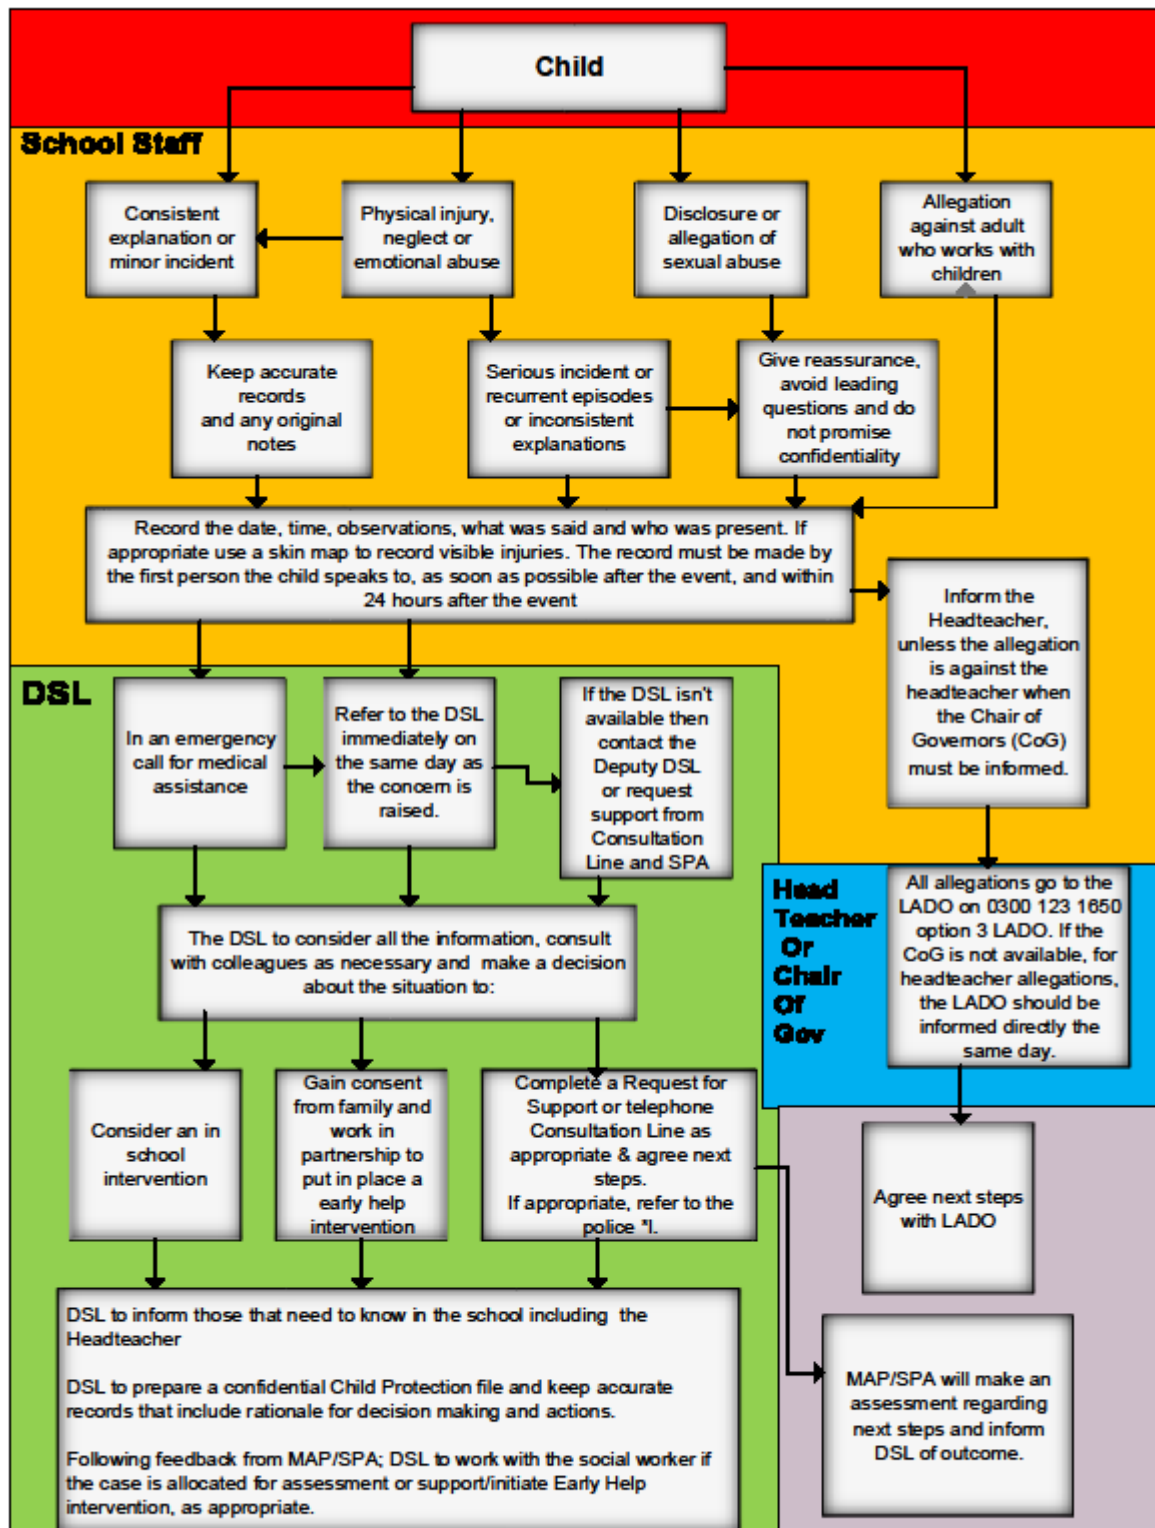 Child
School Staff
Consistent
explanation or
minor incident
Physical injury,
neglect or
emotional abuse
Disclosure or
allegation of
sexual abuse
Allegation
against adult
who works with
children
Keep accurate
records
and any original
notes
Serious incident or
recurrent episodes
or inconsistent
explanations
Give reassurance,
avoid leading
questions and do
not promise
confidentiality
Record the date, time, observations, what was said and who was present. If
appropriate use a skin map to record visible injuries. The record must be made by
the first person the child speaks to, as soon as possible after the event, and within
24 hours after the event
Inform the
Headteacher,
unless the allegation
is against the
headteacher when
the Chair of
Governors (CoG)
must be informed.
DSL
In an emergency
call for medical
assistance
Refer to the DSL
immediately on
the same day as
the concern is
raised.
If the DSL isn't
available then
contact the
Deputy DSL
or request
support from
Consultation
Line and SPA
Head
Teacher
Or
Chair
Of
Gov
All allegations go to the
LADO on 0300 123 1650
option 3 LADO. If the
CoG is not available, for
headteacher allegations,
the LADO should be
informed directly the
same day.
The DSL to consider all the information, consult
with colleagues as necessary and make a decision
about the situation to:
Consider an in
school
intervention
Gain consent
from family and
work in
partnership to
put in place a
early help
intervention
Complete a Request for
Support or telephone
Consultation Line as
appropriate & agree next
steps.
If appropriate, refer to the
police *I.
Agree next steps
with LADO
DSL to inform those that need to know in the school including the
Headteacher
DSL to prepare a confidential Child Protection file and keep accurate
records that include rationale for decision making and actions.
Following feedback from MAP/SPA; DSL to work with the social worker if
the case is allocated for assessment or support/initiate Early Help
intervention, as appropriate.
MAP/SPA will make an
assessment regarding
next steps and inform
DSL of outcome.